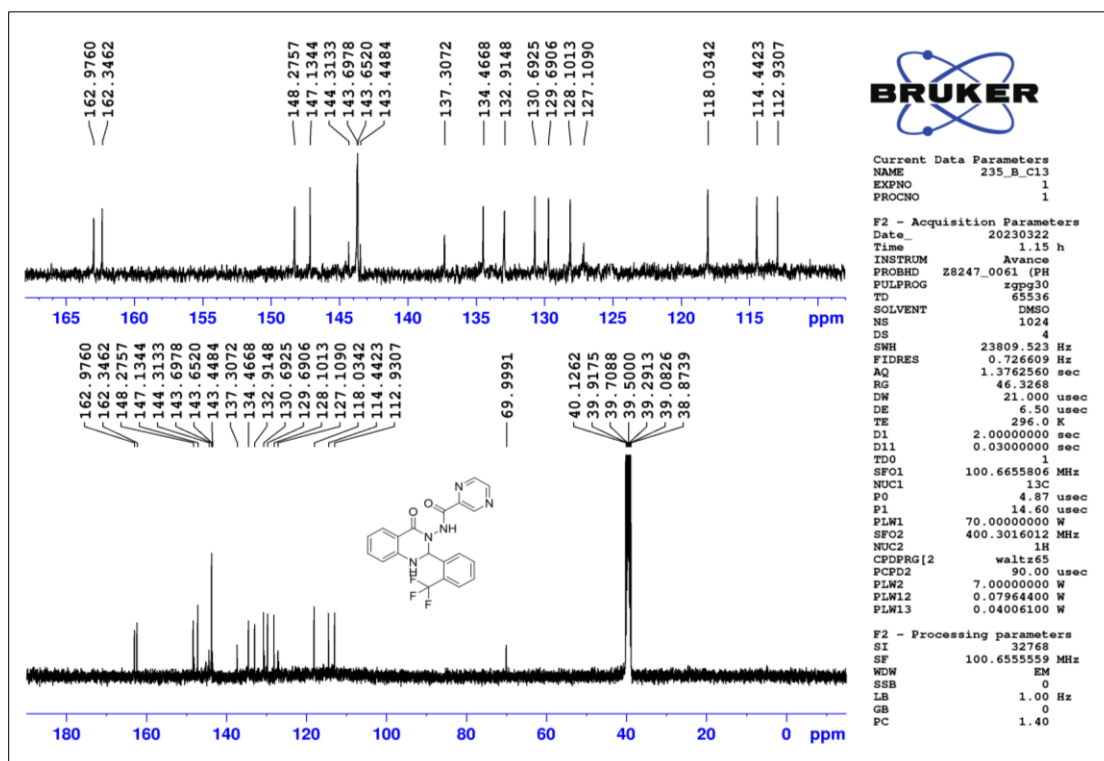 162.9760
162.3462
148.2757
147.1344
144.3133
143.6978
143.6520
143.4484
137.3072
134.4668
132.9148
130.6925
129.6906
128.1013
127.1090
118.0342
114.4423
112.9307
165 160 155 150 145 140 135 130 125 120 115 ppm
162.9760
162.3462
148.2757
147.1344
144.3133
143.6978
143.6520
143.4484
137.3072
134.4668
132.9148
130.6925
129.6906
128.1013
127.1090
118.0342
114.4423
112.9307
69.9991
40.1262
39.9175
39.7088
39.5000
39.2913
39.0826
38.8739
N
O N
O NH
N
N
H
F
F F
180 160 140 120 100 80 60 40 20 0 ppm
BRUKER
Current Data Parameters
NAME 235_B_C13
EXPNO 1
PROCNO 1
F2 - Acquisition Parameters
Date_ 20230322
Time 1.15 h
INSTRUM Avance
PROBHD Z8247_0061 (PH
PULPROG zgpg30
TD 65536
SOLVENT DMSO
NS 1024
DS 4
SWH 23809.523 Hz
FIDRES 0.726609 Hz
AQ 1.3762560 sec
RG 46.3268
DW 21.000 usec
DE 6.50 usec
TE 296.0 K
D1 2.00000000 sec
D11 0.03000000 sec
TD0 1
SFO1 100.6655806 MHz
NUC1 13C
P0 4.87 usec
P1 14.60 usec
PLW1 70.00000000 W
SFO2 400.3016012 MHz
NUC2 1H
CPDPRG[2 waltz65
PCPD2 90.00 usec
PLW2 7.00000000 W
PLW12 0.07964400 W
PLW13 0.04006100 W
F2 - Processing parameters
SI 32768
SF 100.6555559 MHz
WDW EM
SSB 0
LB 1.00 Hz
GB 0
PC 1.40